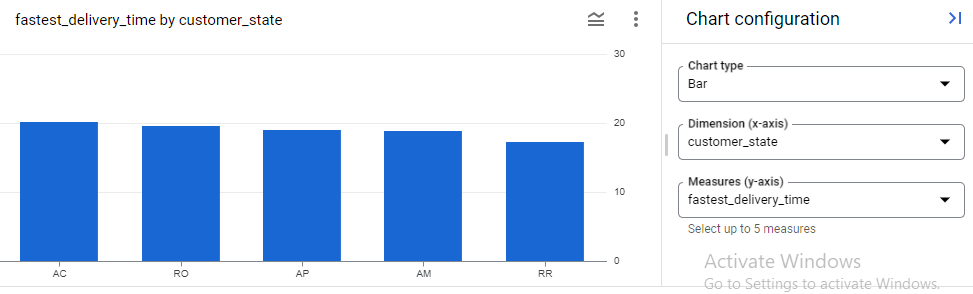 fastest_delivery_time by customer_state
30
20
10
0
AC RO AP AM RR
Chart configuration
Chart type
Bar
Dimension (x-axis)
customer_state
Measures (y-axis)
fastest_delivery_time
Select up to 5 measures
Activate Windows
Go to Settings to activate Windows.